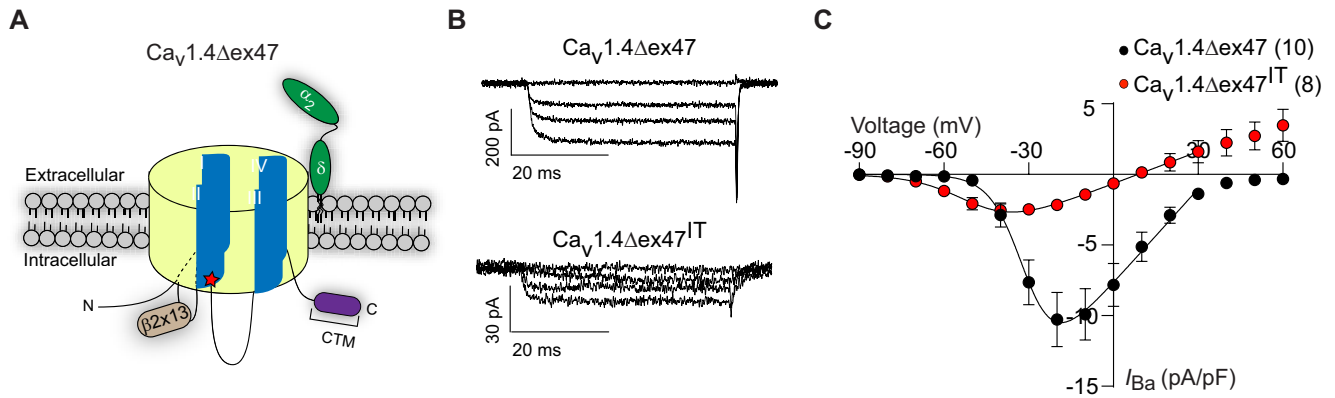 A
Caᵥ1.4Δex47
α₂
δ
Extracellular
IV
I
III
Intracellular
N
β2x13
C
CTM
B
Caᵥ1.4Δex47
200 pA
20 ms
Caᵥ1.4Δex47ᴵᵀ
30 pA
20 ms
C
Caᵥ1.4Δex47 (10)
Caᵥ1.4Δex47ᴵᵀ (8)
5
Voltage (mV)
-90 -60 -30 30 60
-5
-10
-15
I_Ba (pA/pF)